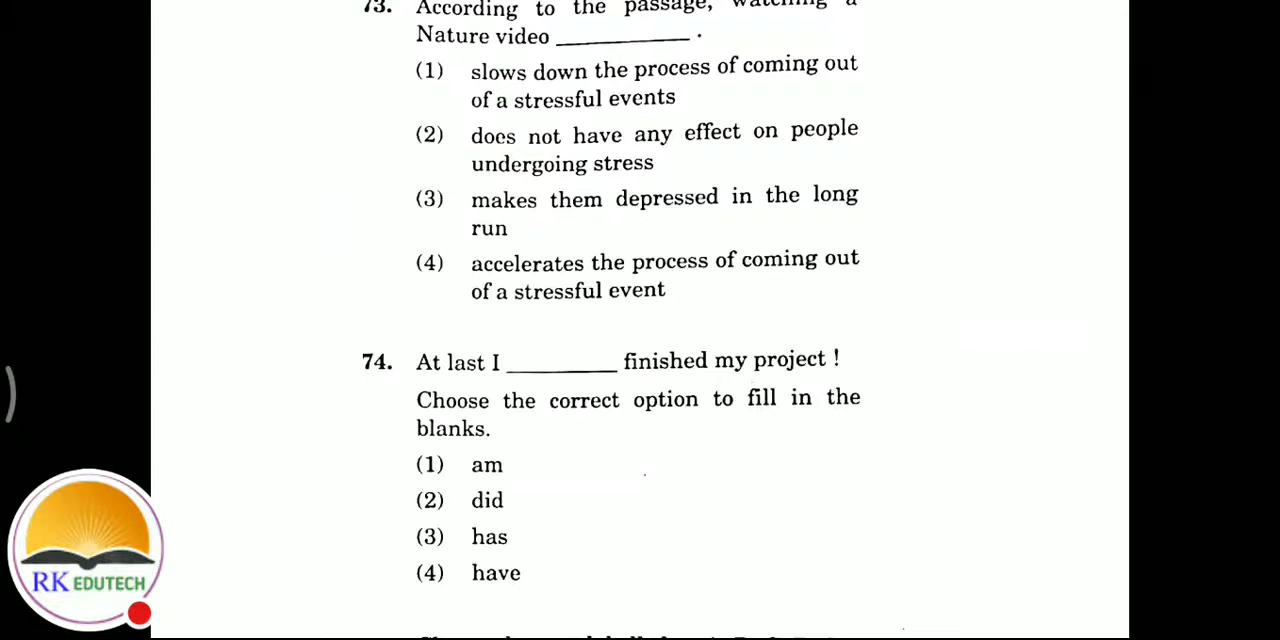 73. According to the passage, watching a
Nature video __________ .
(1) slows down the process of coming out
of a stressful events
(2) does not have any effect on people
undergoing stress
(3) makes them depressed in the long
run
(4) accelerates the process of coming out
of a stressful event
74. At last I ________ finished my project !
Choose the correct option to fill in the
blanks.
(1) am
(2) did
(3) has
(4) have
RK EDUTECH